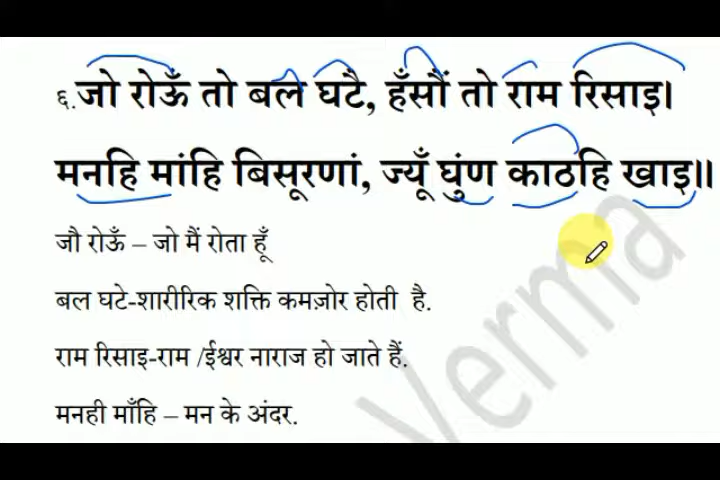 ६. जो रोऊँ तो बल घटै, हँसौं तो राम रिसाइ।
मनहि मांहि बिसूरणां, ज्यूँ घुंण काठहि खाइ॥
जौ रोऊँ – जो मैं रोता हूँ
बल घटे-शारीरिक शक्ति कमज़ोर होती है.
राम रिसाइ-राम /ईश्वर नाराज हो जाते हैं.
मनही माँहि – मन के अंदर.
Verma